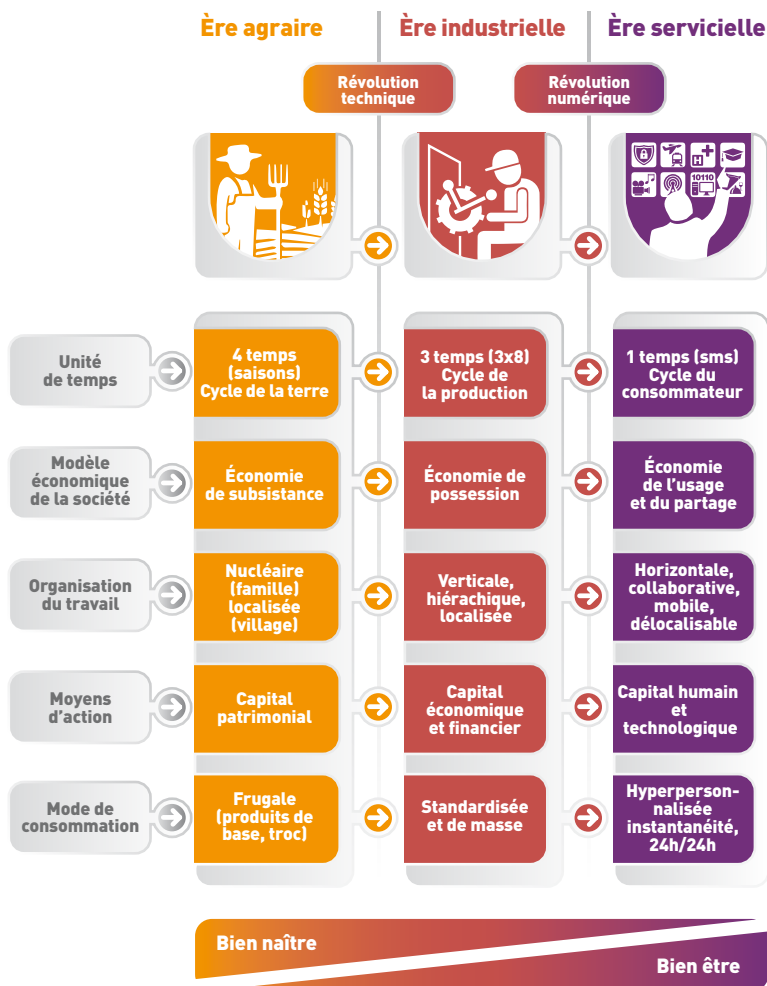 Ère agraire
Ère industrielle
Ère servicielle
Révolution
technique
Révolution
numérique
10110
H
Unité
de temps
4 temps
(saisons)
Cycle de la terre
3 temps (3x8)
Cycle de
la production
1 temps (sms)
Cycle du
consommateur
Modèle
économique
de la société
Économie
de subsistance
Économie de
possession
Économie
de l’usage
et du partage
Organisation
du travail
Nucléaire
(famille)
localisée
(village)
Verticale,
hiérachique,
localisée
Horizontale,
collaborative,
mobile,
délocalisable
Moyens
d’action
Capital
patrimonial
Capital
économique
et financier
Capital humain
et
technologique
Mode de
consommation
Frugale
(produits de
base, troc)
Standardisée
et de masse
Hyperperson-
nalisée
instantanéité,
24h/24h
Bien naître
Bien être